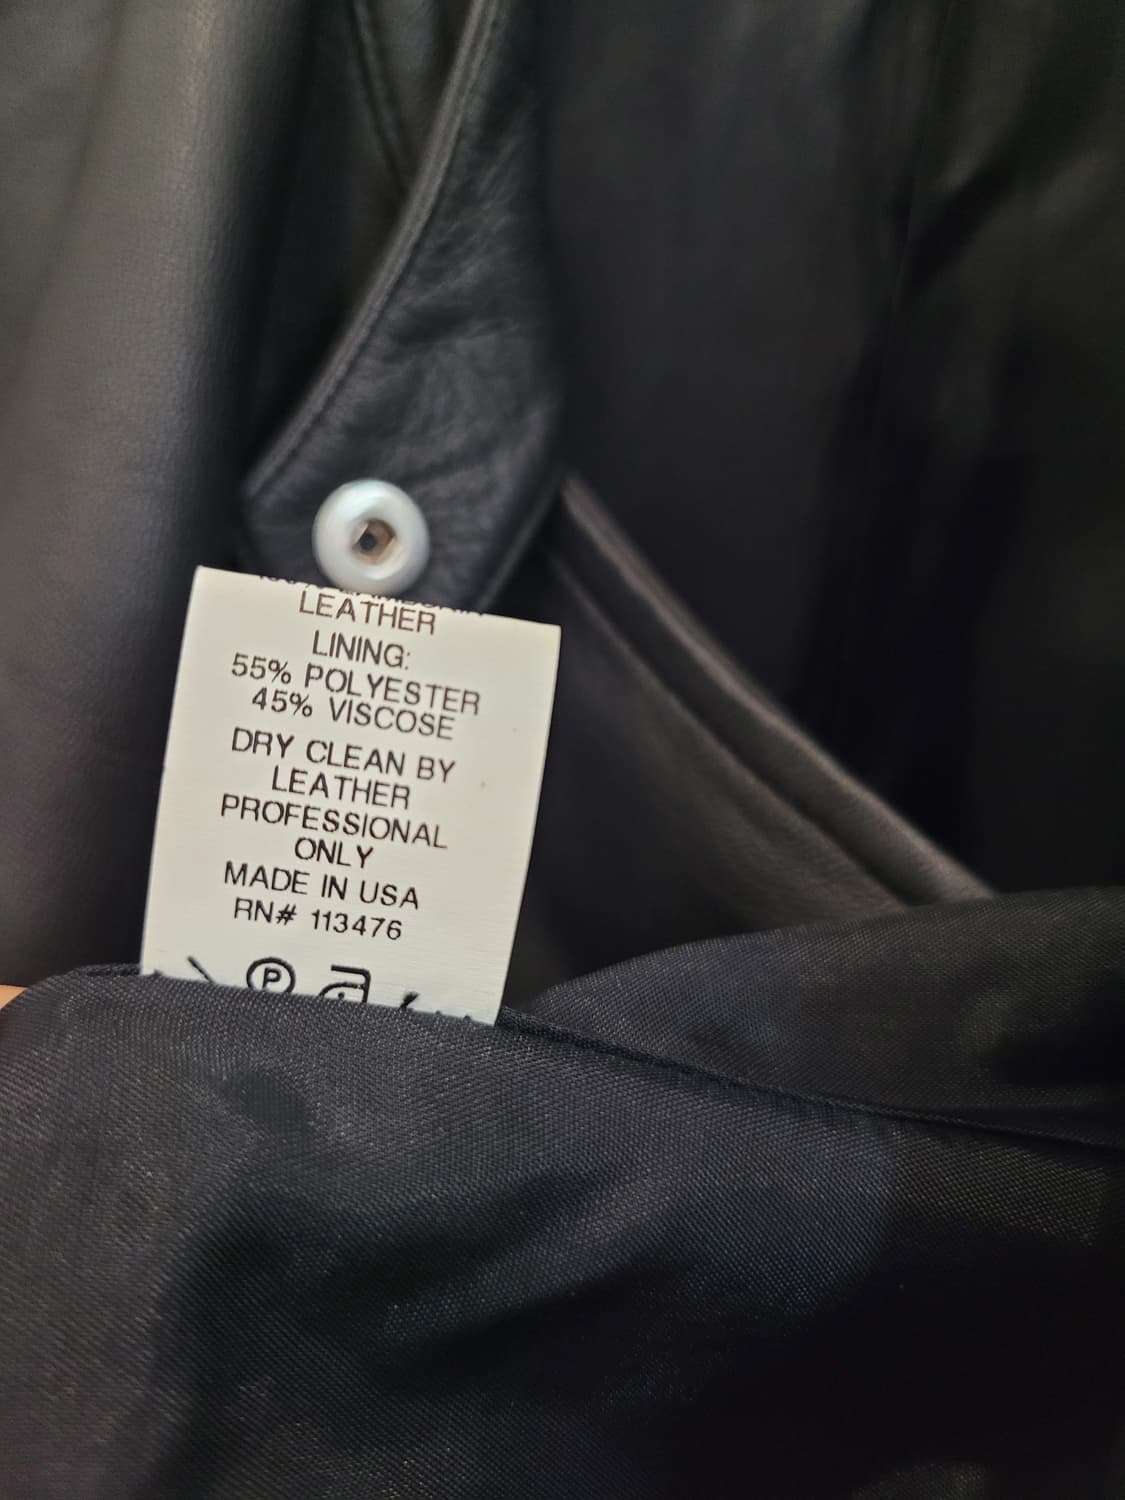 LEATHER
LINING:
55% POLYESTER
45% VISCOSE
DRY CLEAN BY
LEATHER
PROFESSIONAL
ONLY
MADE IN USA
RN# 113476
P